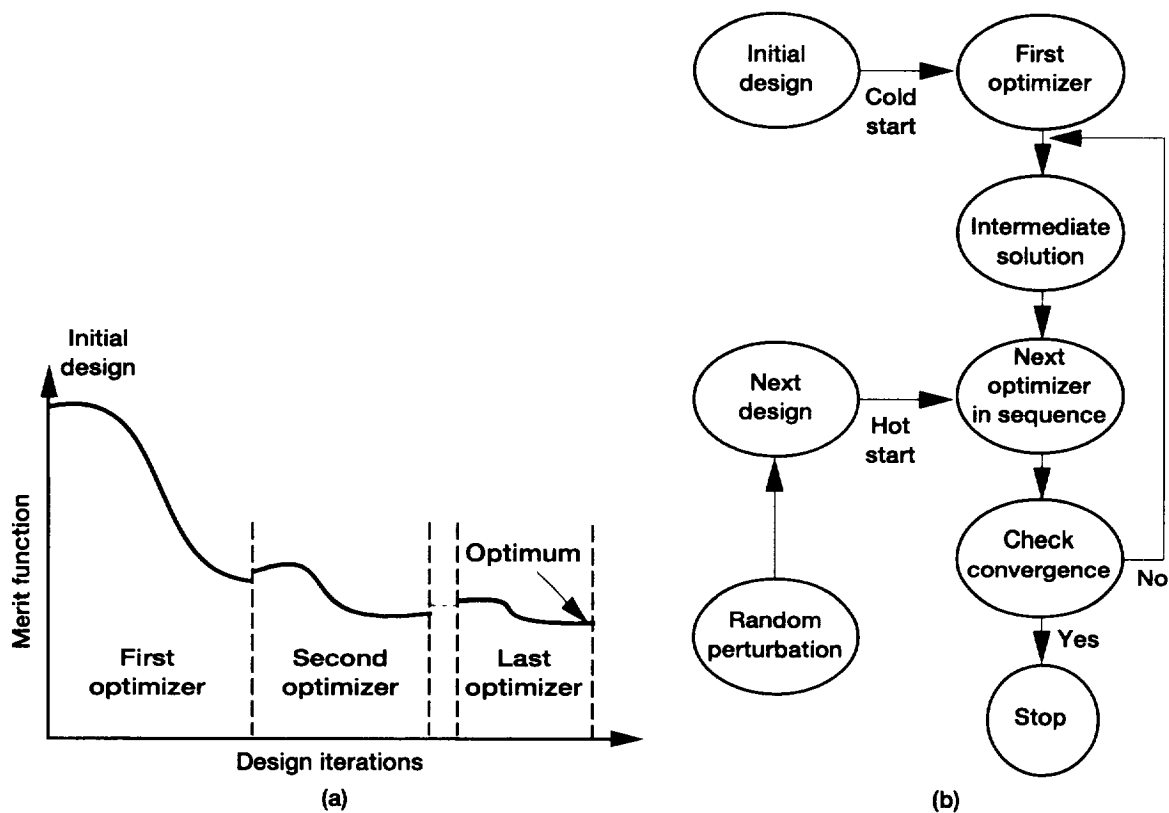 Initial
design
Merit function
Optimum
First
optimizer
Second
optimizer
Last
optimizer
Design iterations
(a)
Initial
design
Cold
start
First
optimizer
Intermediate
solution
Next
design
Hot
start
Next
optimizer
in sequence
Random
perturbation
Check
convergence
No
Yes
Stop
(b)